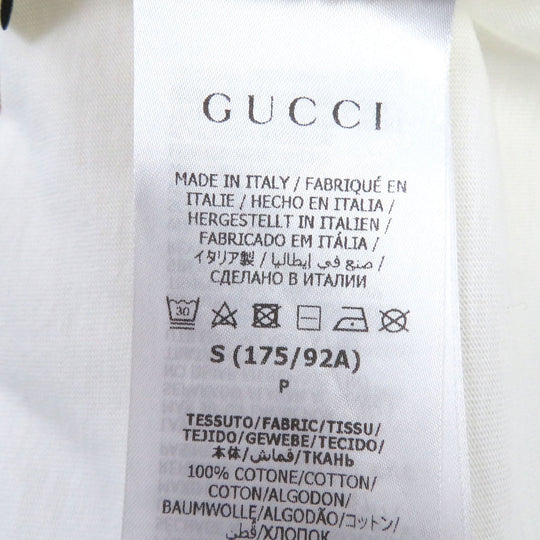 GUCCI
MADE IN ITALY / FABRIQUÉ EN
ITALIE / HECHO EN ITALIA /
HERGESTELLT IN ITALIEN /
FABRICADO EM ITÁLIA /
イタリア製 / صنع في إيطاليا /
СДЕЛАНО В ИТАЛИИ
30
S (175/92A)
P
TESSUTO/FABRIC/TISSU/
TEJIDO/GEWEBE/TECIDO/
本体/قماش/ТКАНЬ
100% COTONE/COTTON/
COTON/ALGODON/
BAUMWOLLE/ALGODÃO/コットン/
قطن/ХЛОПОК